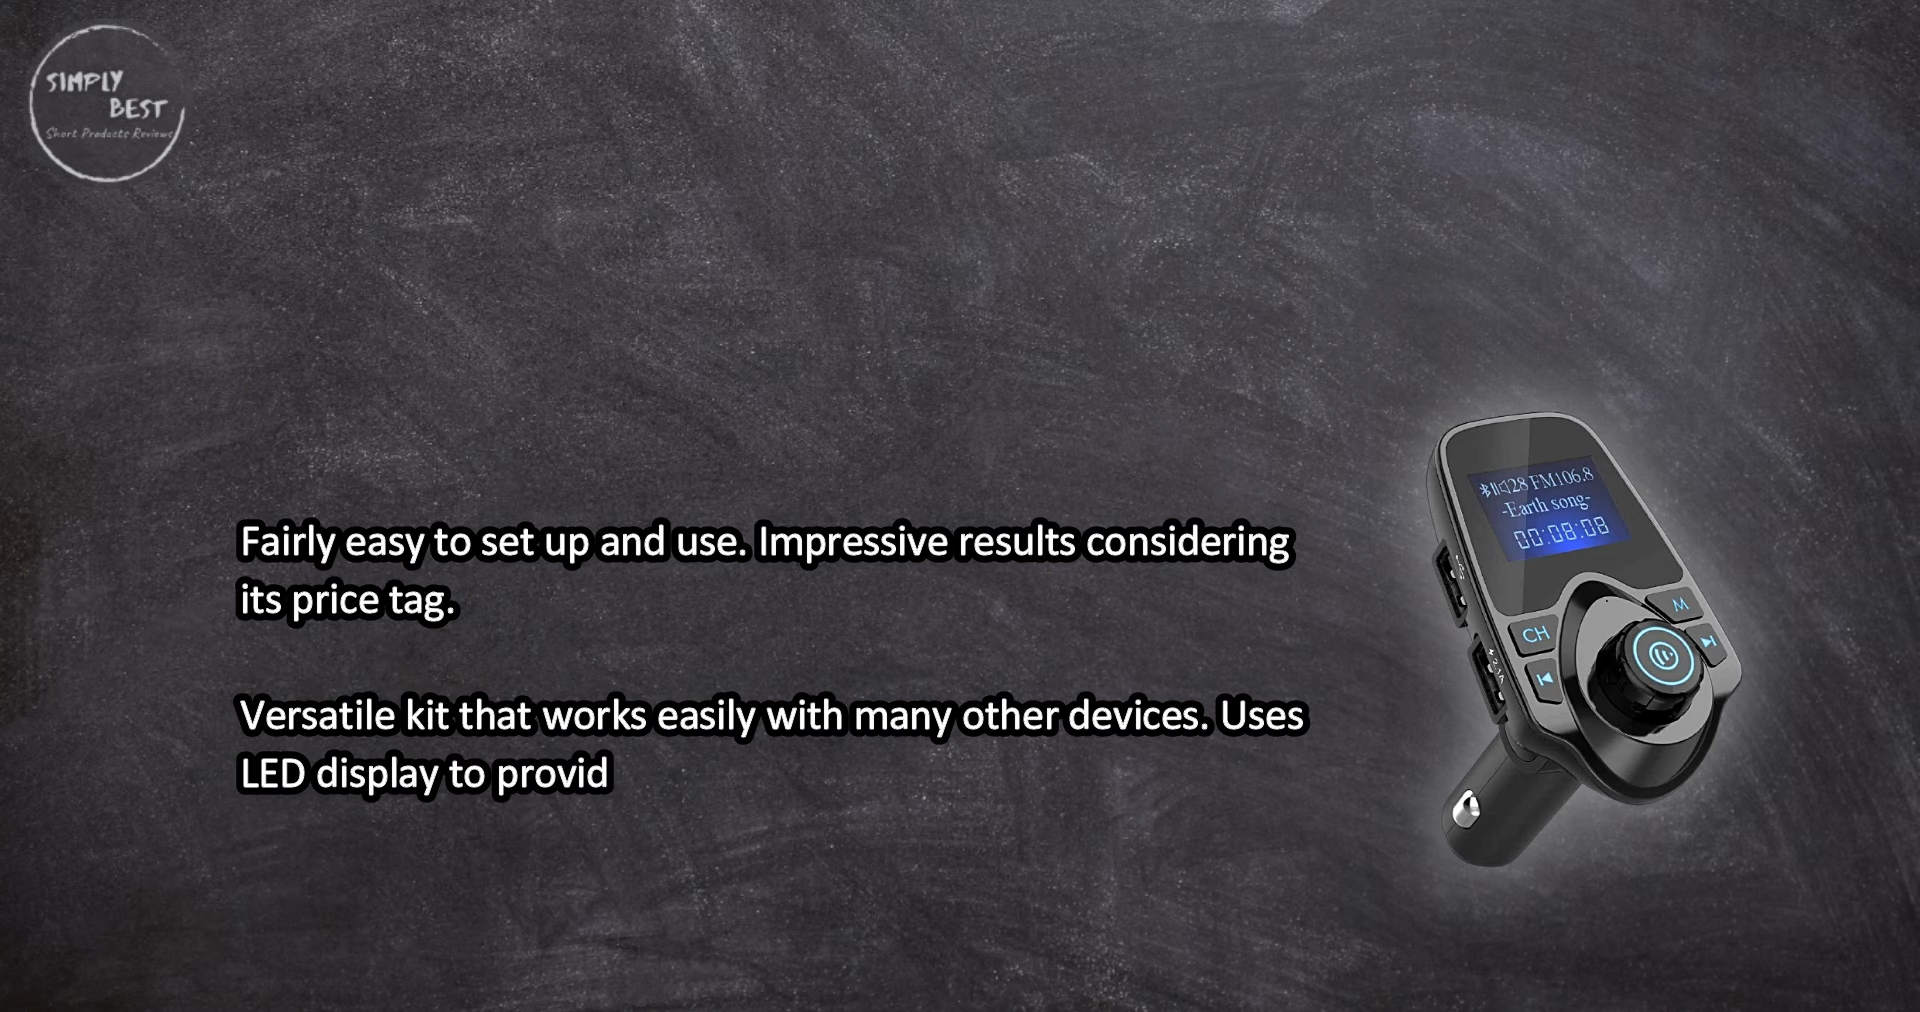 SIMPLY
BEST
Short Products Reviews
Fairly easy to set up and use. Impressive results considering
its price tag.
Versatile kit that works easily with many other devices. Uses
LED display to provid
28 FM106.8
-Earth song-
00:08:08
M
CH